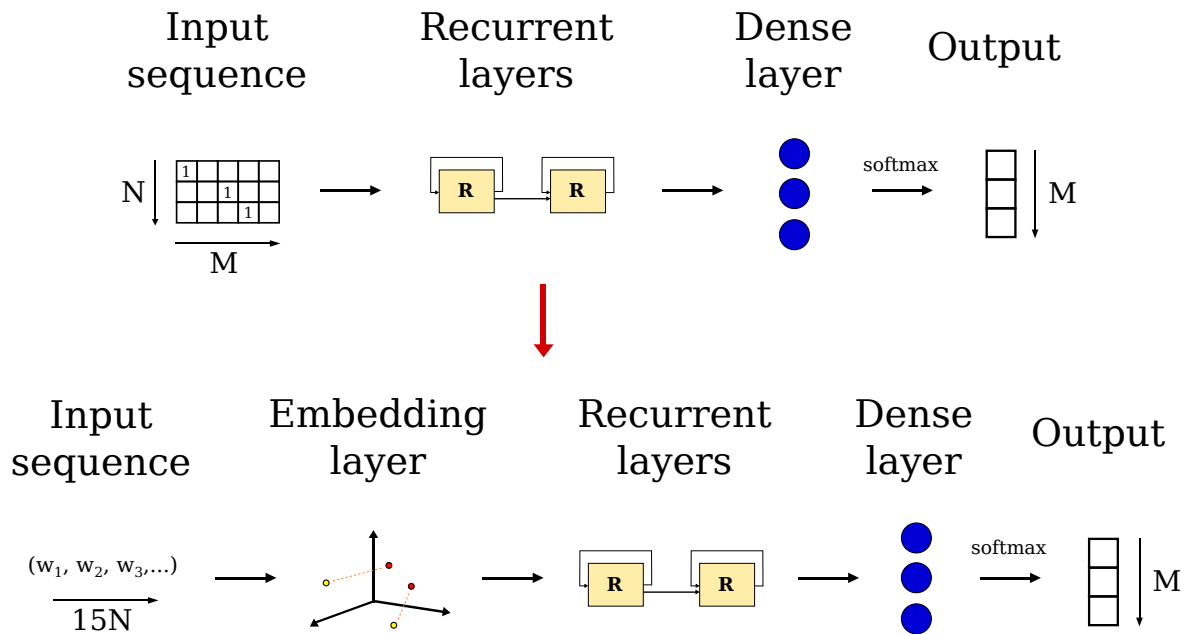 Input
sequence
Recurrent
layers
Dense
layer
Output
N
1
1
1
M
R
R
softmax
M
Input
sequence
Embedding
layer
Recurrent
layers
Dense
layer
Output
(w₁, w₂, w₃,...)
15N
R
R
softmax
M